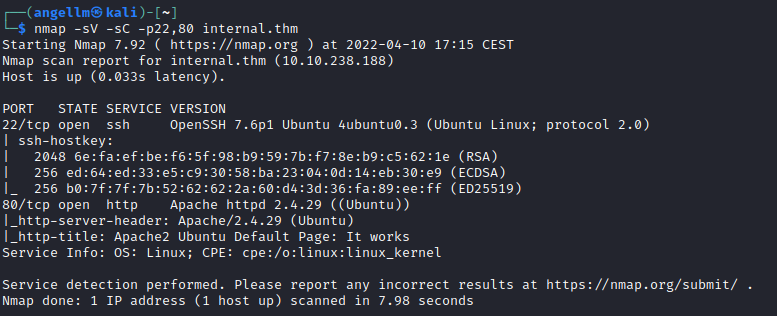 (angellm㉿kali)-[~]
$ nmap -sV -sC -p22,80 internal.thm
Starting Nmap 7.92 ( https://nmap.org ) at 2022-04-10 17:15 CEST
Nmap scan report for internal.thm (10.10.238.188)
Host is up (0.033s latency).

PORT   STATE SERVICE VERSION
22/tcp open  ssh     OpenSSH 7.6p1 Ubuntu 4ubuntu0.3 (Ubuntu Linux; protocol 2.0)
| ssh-hostkey:
|   2048 6e:fa:ef:be:f6:5f:98:b9:59:7b:f7:8e:b9:c5:62:1e (RSA)
|   256 ed:64:ed:33:e5:c9:30:58:ba:23:04:0d:14:eb:30:e9 (ECDSA)
|_  256 b0:7f:7f:7b:52:62:62:2a:60:d4:3d:36:fa:89:ee:ff (ED25519)
80/tcp open  http    Apache httpd 2.4.29 ((Ubuntu))
|_http-server-header: Apache/2.4.29 (Ubuntu)
|_http-title: Apache2 Ubuntu Default Page: It works
Service Info: OS: Linux; CPE: cpe:/o:linux:linux_kernel

Service detection performed. Please report any incorrect results at https://nmap.org/submit/ .
Nmap done: 1 IP address (1 host up) scanned in 7.98 seconds